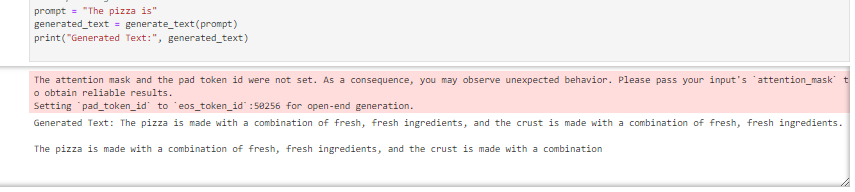 prompt = "The pizza is"
generated_text = generate_text(prompt)
print("Generated Text:", generated_text)
The attention mask and the pad token id were not set. As a consequence, you may observe unexpected behavior. Please pass your input's `attention_mask` t
o obtain reliable results.
Setting `pad_token_id` to `eos_token_id`:50256 for open-end generation.
Generated Text: The pizza is made with a combination of fresh, fresh ingredients, and the crust is made with a combination of fresh, fresh ingredients.
The pizza is made with a combination of fresh, fresh ingredients, and the crust is made with a combination